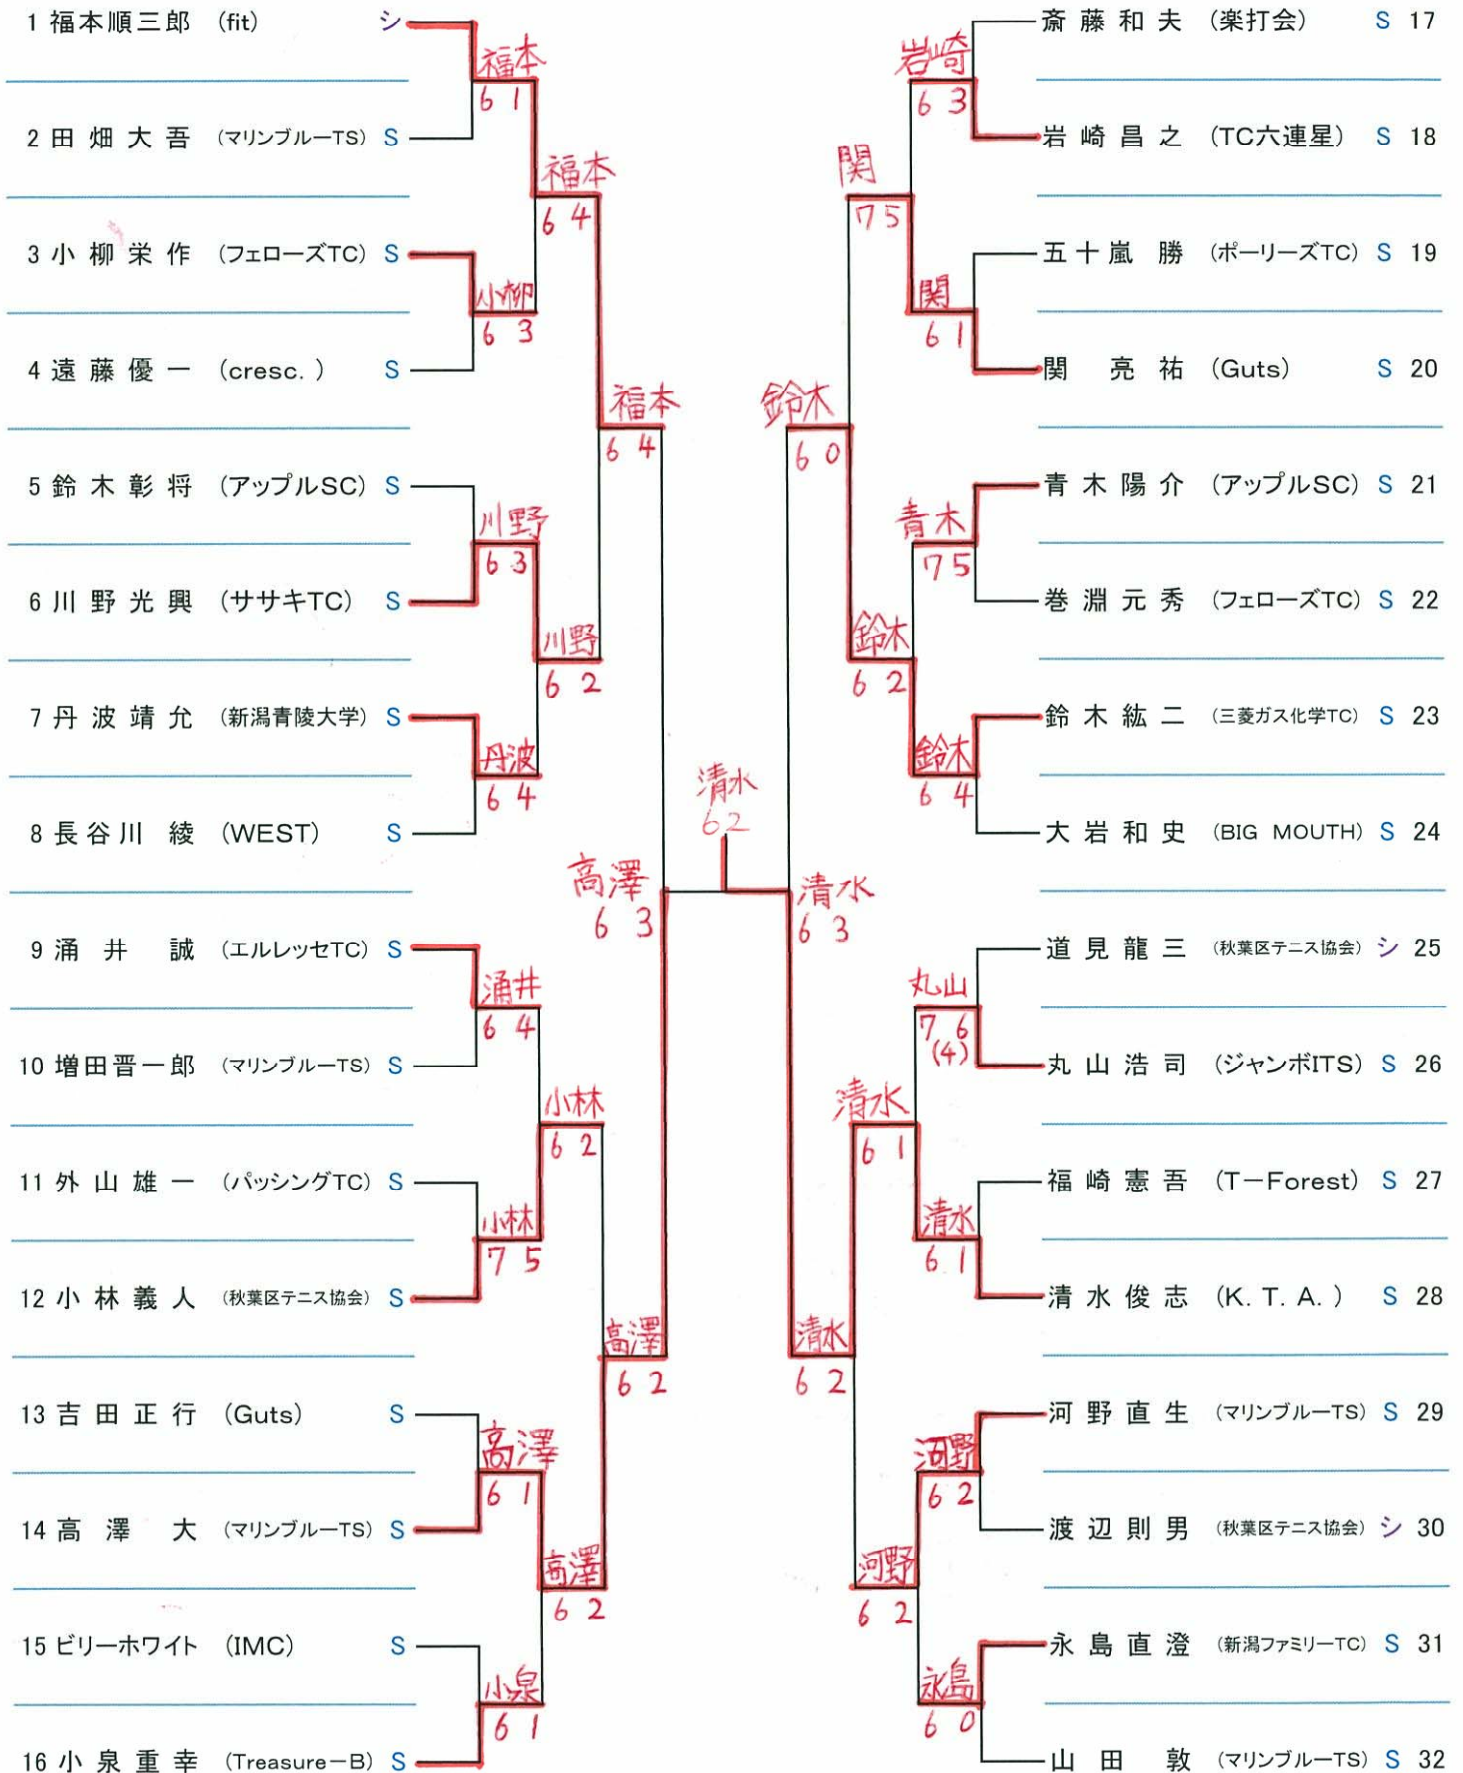 1 福本順三郎 (fit) シ
福本
6 1
2 田畑大吾 (マリンブルーTS) S
福本
6 4
3 小柳栄作 (フェローズTC) S
小柳
6 3
4 遠藤優一 (cresc.) S
福本
6 4
5 鈴木彰将 (アップルSC) S
川野
6 3
6 川野光興 (ササキTC) S
川野
6 2
7 丹波靖允 (新潟青陵大学) S
丹波
6 4
8 長谷川 綾 (WEST) S
高澤
6 3
9 涌井 誠 (エルレッセTC) S
涌井
6 4
10 増田晋一郎 (マリンブルーTS) S
小林
6 2
11 外山雄一 (パッシングTC) S
小林
7 5
12 小林義人 (秋葉区テニス協会) S
高澤
6 2
13 吉田正行 (Guts) S
高澤
6 1
14 高澤 大 (マリンブルーTS) S
高澤
6 2
15 ビリーホワイト (IMC) S
小泉
6 1
16 小泉重幸 (Treasure－B) S
清水
62
斎藤和夫 (楽打会) S 17
岩崎
6 3
岩崎昌之 (TC六連星) S 18
関
7 5
五十嵐 勝 (ポーリーズTC) S 19
関
6 1
関 亮祐 (Guts) S 20
鈴木
6 0
青木陽介 (アップルSC) S 21
青木
7 5
巻淵元秀 (フェローズTC) S 22
鈴木
6 2
鈴木紘二 (三菱ガス化学TC) S 23
鈴木
6 4
大岩和史 (BIG MOUTH) S 24
清水
6 3
道見龍三 (秋葉区テニス協会) シ 25
丸山
7 6
(4)
丸山浩司 (ジャンボITS) S 26
清水
6 1
福崎憲吾 (T－Forest) S 27
清水
6 1
清水俊志 (K.T.A.) S 28
清水
6 2
河野直生 (マリンブルーTS) S 29
河野
6 2
渡辺則男 (秋葉区テニス協会) シ 30
河野
6 2
永島直澄 (新潟ファミリーTC) S 31
永島
6 0
山田 敦 (マリンブルーTS) S 32